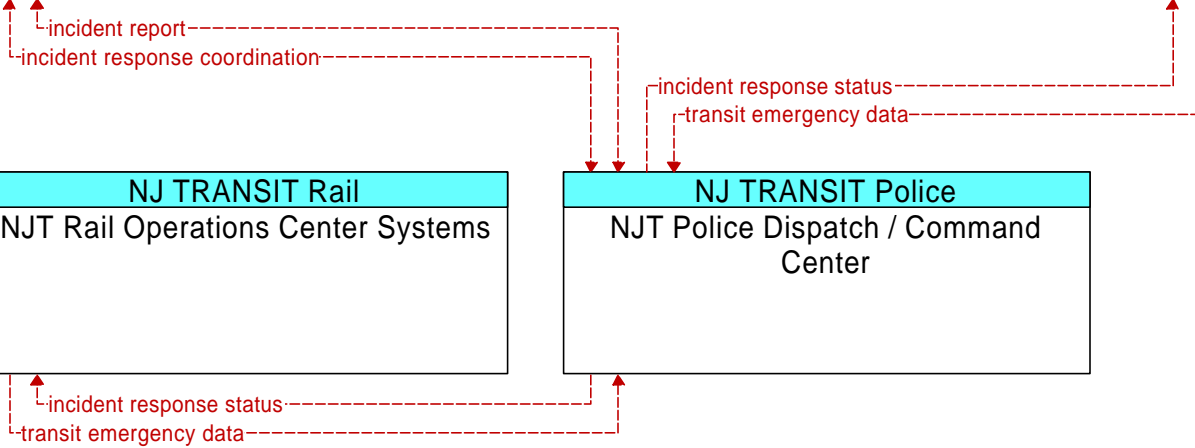 incident report
incident response coordination
incident response status
transit emergency data
NJ TRANSIT Rail
NJT Rail Operations Center Systems
NJ TRANSIT Police
NJT Police Dispatch / Command
Center
incident response status
transit emergency data